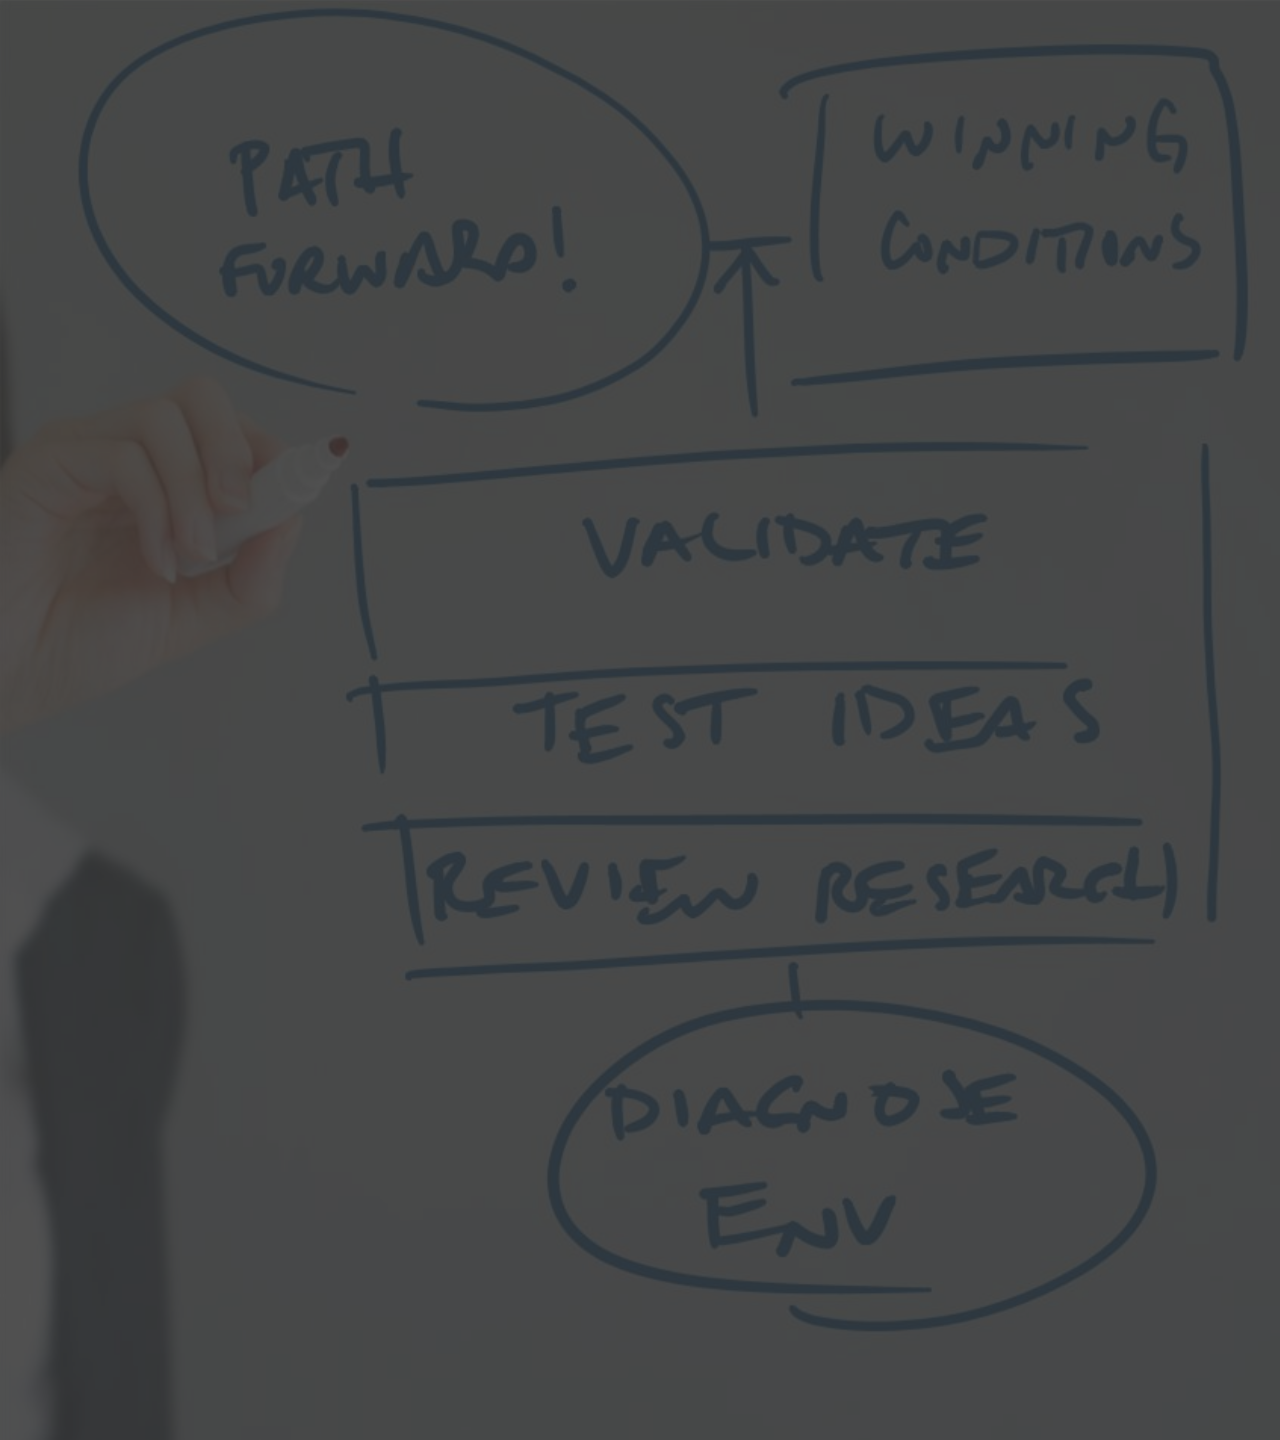 PATH
FORWARD!
WINNING
CONDITIONS
VALIDATE
TEST IDEAS
REVIEW RESEARCH
DIAGNOSE
ENV